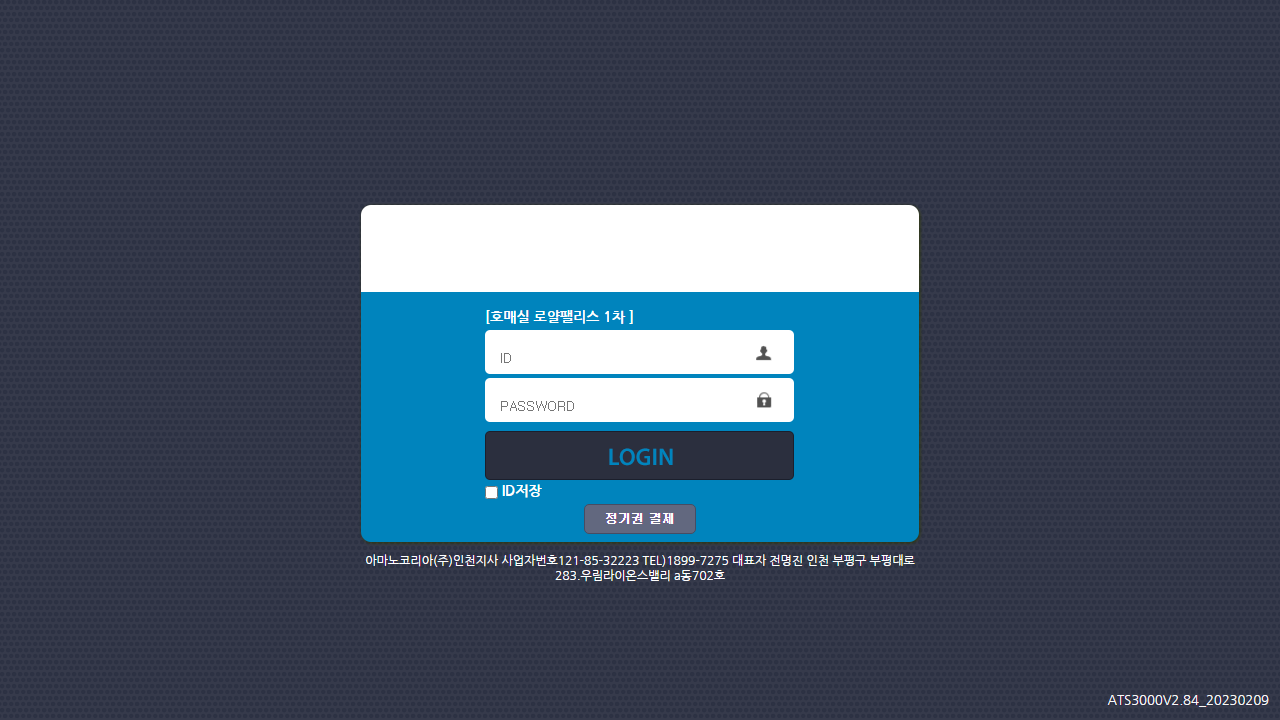 [호매실 로얄팰리스 1차 ]
ID
PASSWORD
LOGIN
ID저장
정기권 결제
아마노코리아(주)인천지사 사업자번호121-85-32223 TEL)1899-7275 대표자 전명진 인천 부평구 부평대로
283.우림라이온스밸리 a동702호
ATS3000V2.84_20230209